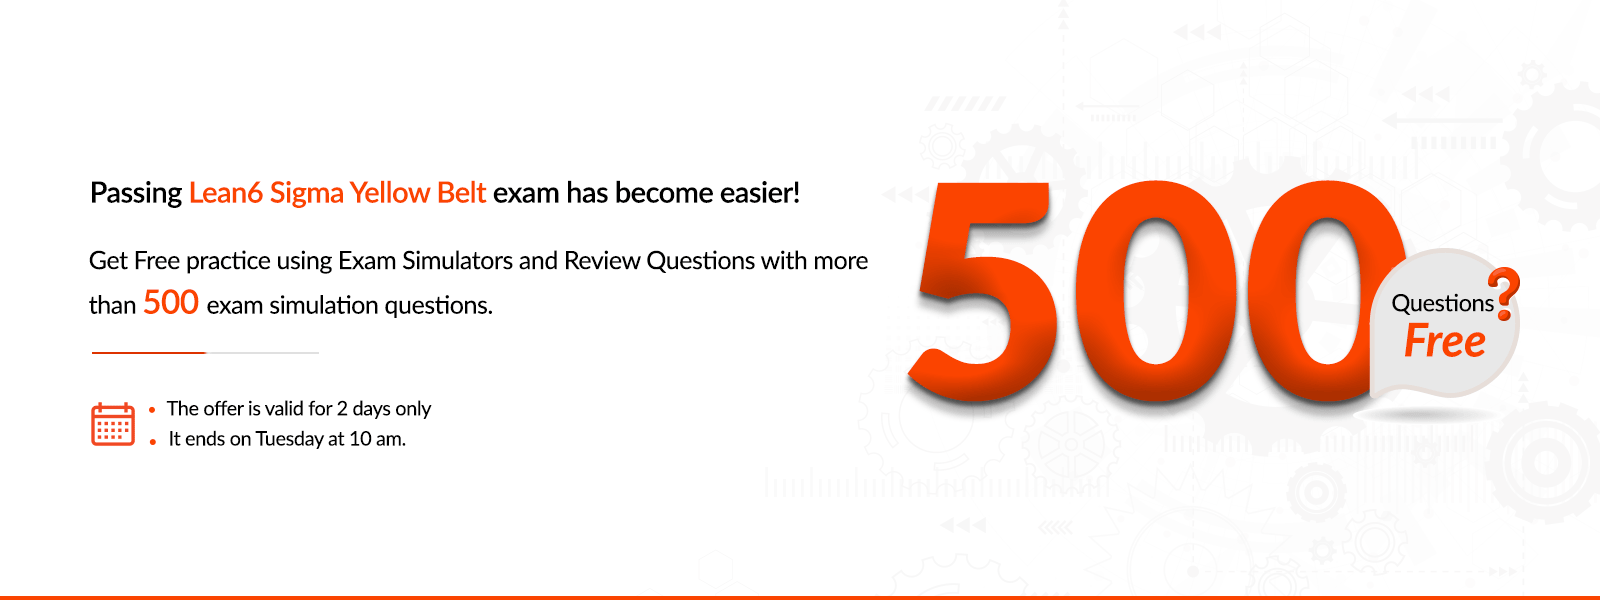 Passing Lean6 Sigma Yellow Belt exam has become easier!
Get Free practice using Exam Simulators and Review Questions with more
than 500 exam simulation questions.
The offer is valid for 2 days only
It ends on Tuesday at 10 am.
500
Questions?
Free